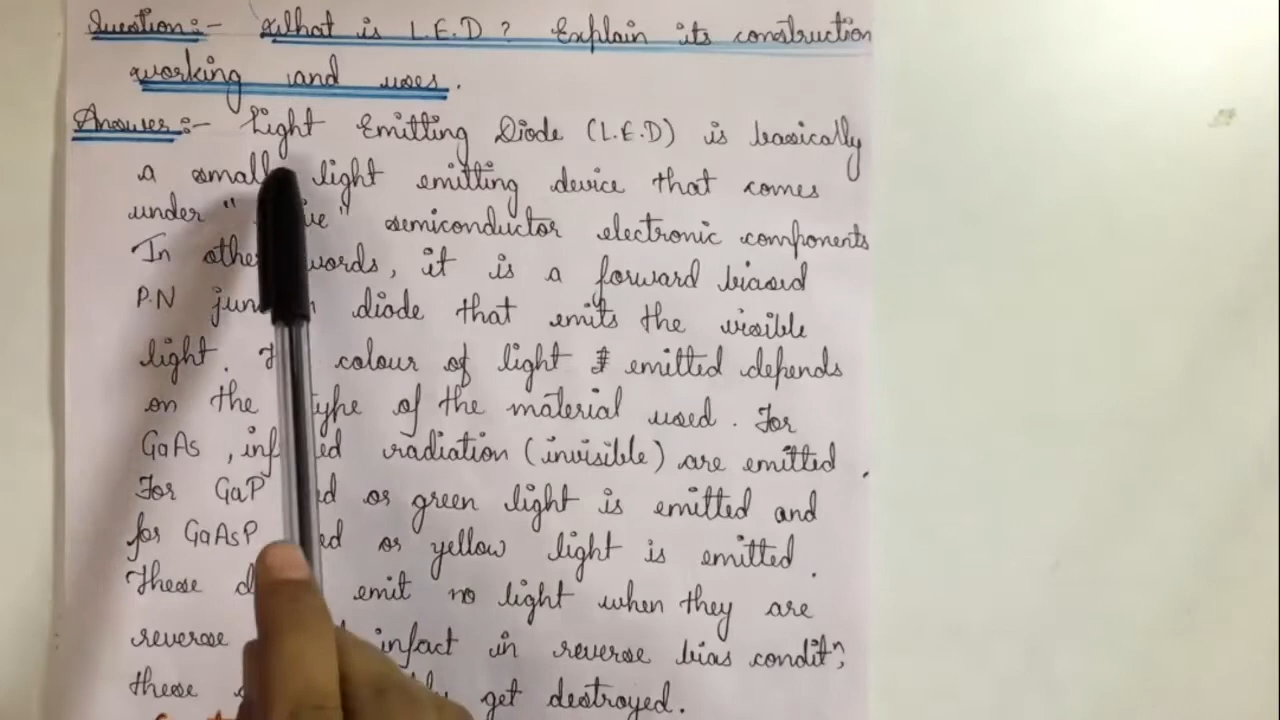 Question:- What is L.E.D? Explain its construction
working and uses.
Answer:- Light Emitting Diode (L.E.D) is basically
a small light emitting device that comes
under " " semiconductor electronic components
In other words, it is a forward biased
P.N diode that emits the visible
light. colour of light emitted depends
on the type of the material used. For
GaAs, radiation (invisible) are emitted.
For GaP or green light is emitted and
for GaAsP or yellow light is emitted.
These emit no light when they are
reverse infact in reverse bias conditn,
these get destroyed.